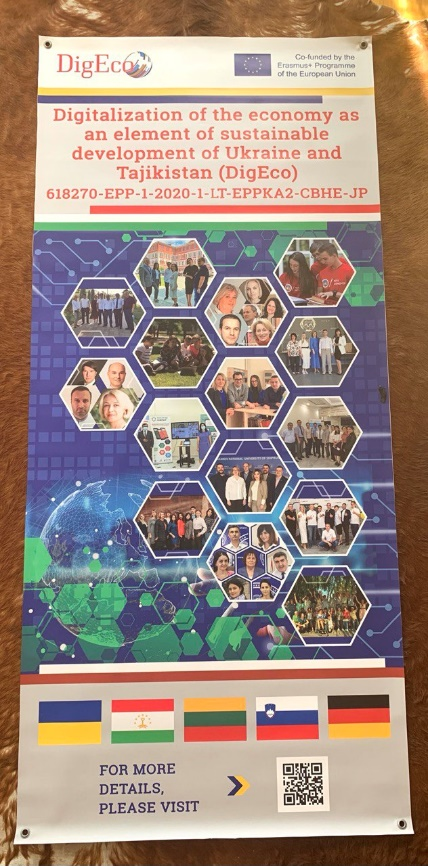 DigEco
Co-funded by the
Erasmus+ Programme
of the European Union
Digitalization of the economy as
an element of sustainable
development of Ukraine and
Tajikistan (DigEco)
618270-EPP-1-2020-1-LT-EPPKA2-CBHE-JP
FOR MORE
DETAILS,
PLEASE VISIT